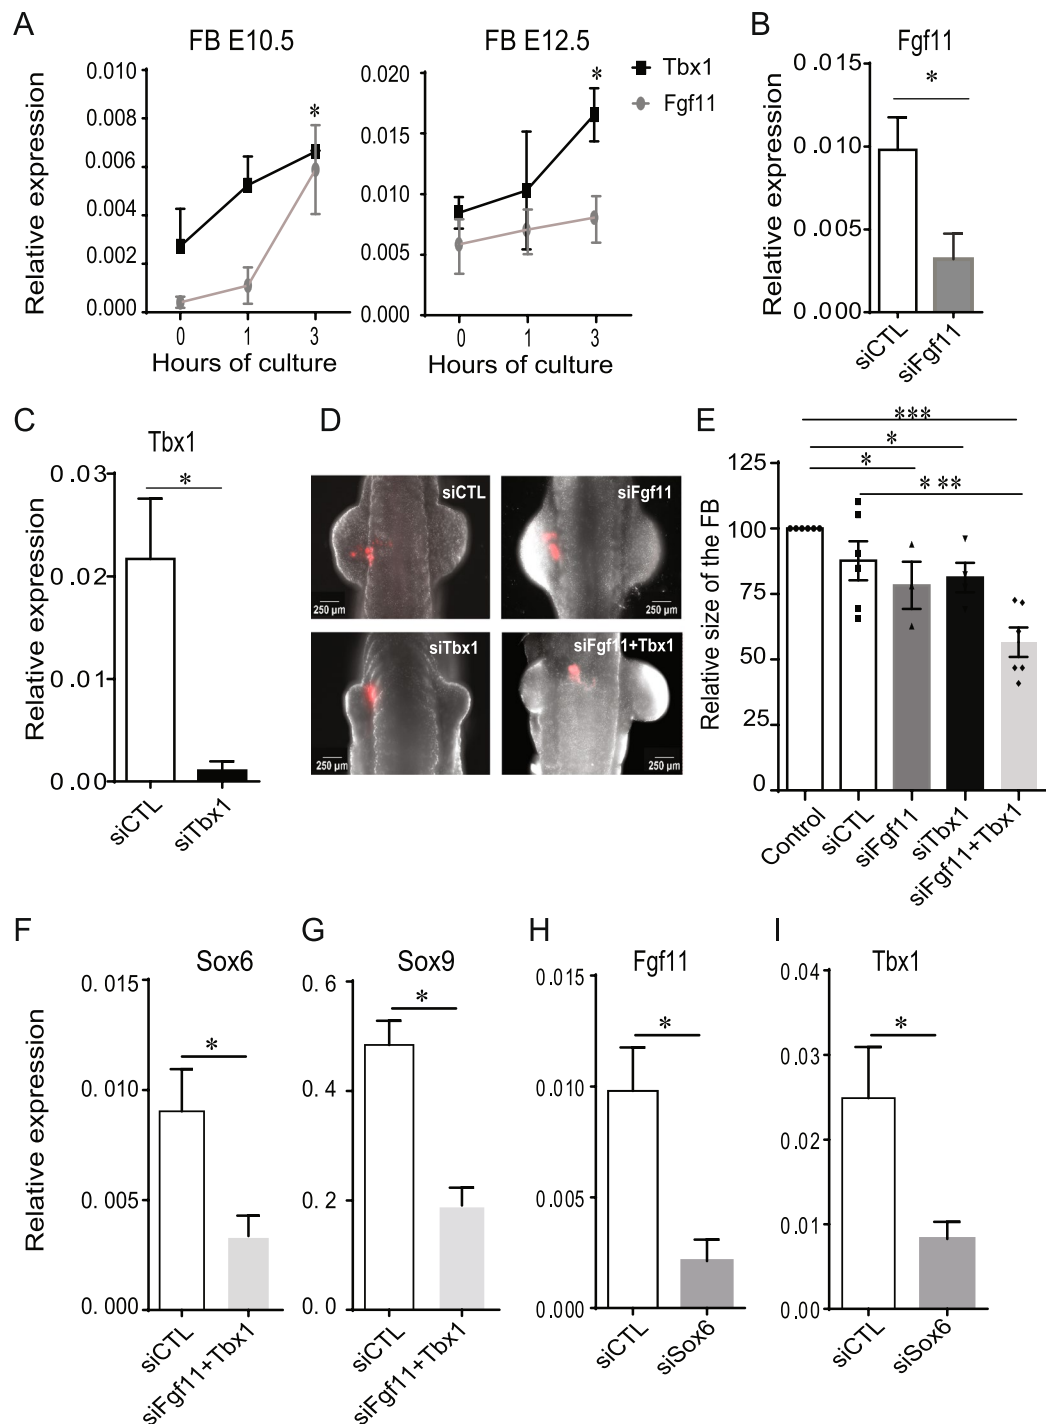 A
FB E10.5
FB E12.5
Tbx1
Fgf11
Relative expression
0.010
0.008
0.006
0.004
0.002
0.000
*
0
1
3
Hours of culture
0.020
0.015
0.010
0.005
0.000
*
0
1
3
Hours of culture
B
Fgf11
Relative expression
0.015
0.010
0.005
0.000
*
siCTL
siFgf11
C
Tbx1
Relative expression
0.03
0.02
0.01
0.00
*
siCTL
siTbx1
D
siCTL
250 µm
siFgf11
250 µm
siTbx1
250 µm
siFgf11+Tbx1
250 µm
E
Relative size of the FB
125
100
75
50
25
0
***
*
*
***
Control
siCTL
siFgf11
siTbx1
siFgf11+Tbx1
F
Sox6
Relative expression
0.015
0.010
0.005
0.000
*
siCTL
siFgf11+Tbx1
G
Sox9
0.6
0.4
0.2
0.0
*
siCTL
siFgf11+Tbx1
H
Fgf11
0.015
0.010
0.005
0.000
*
siCTL
siSox6
I
Tbx1
0.04
0.03
0.02
0.01
0.00
*
siCTL
siSox6